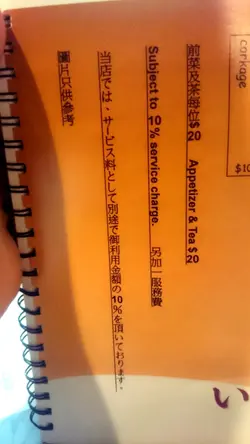 corkage
$10
前菜及茶每位$20 Appetizer & Tea $20
Subject to 10% service charge. 另加一服務費
当店では、サービス料として別途で御利用金額の10%を頂いております。
圖片只供參考
い